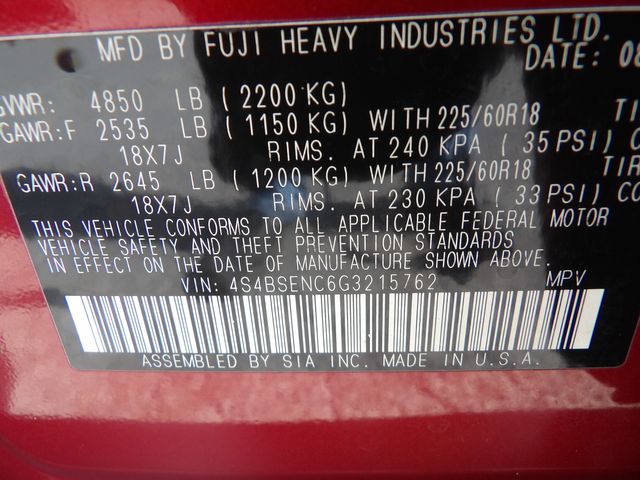 MFD BY FUJI HEAVY INDUSTRIES LTD.
DATE: 08
GVWR: 4850 LB ( 2200 KG)
GAWR:F 2535 LB ( 1150 KG) WITH 225/60R18 TI
18X7J RIMS. AT 240 KPA ( 35 PSI) C
GAWR:R 2645 LB ( 1200 KG) WITH 225/60R18 TIR
18X7J RIMS. AT 230 KPA ( 33 PSI) CO
THIS VEHICLE CONFORMS TO ALL APPLICABLE FEDERAL MOTOR
VEHICLE SAFETY AND THEFT PREVENTION STANDARDS
IN EFFECT ON THE DATE OF MANUFACTURE SHOWN ABOVE.
VIN: 4S4BSENC6G3215762 MPV
ASSEMBLED BY SIA INC. MADE IN U.S.A.